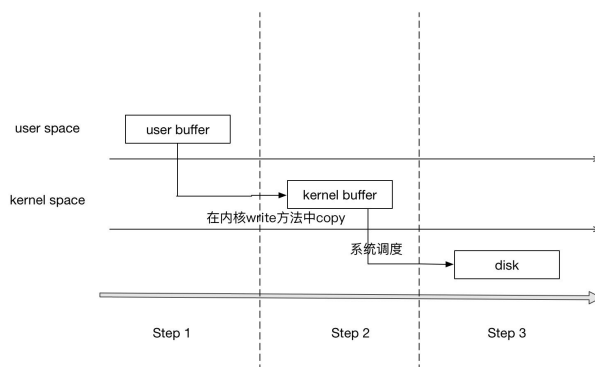 user space
user buffer
kernel space
kernel buffer
在内核write方法中copy
系统调度
disk
Step 1
Step 2
Step 3